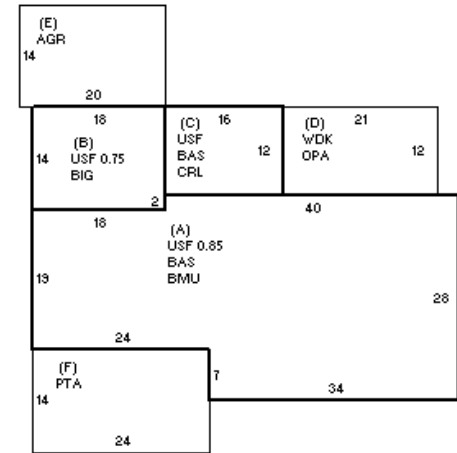 (E)
AGR
14
20
18
(B)
USF 0.75
BIG
14
2
(C)
16
USF
BAS
CRL
12
(D)
21
WDK
OPA
12
18
40
(A)
USF 0.85
BAS
BMU
19
28
24
7
34
(F)
PTA
14
24